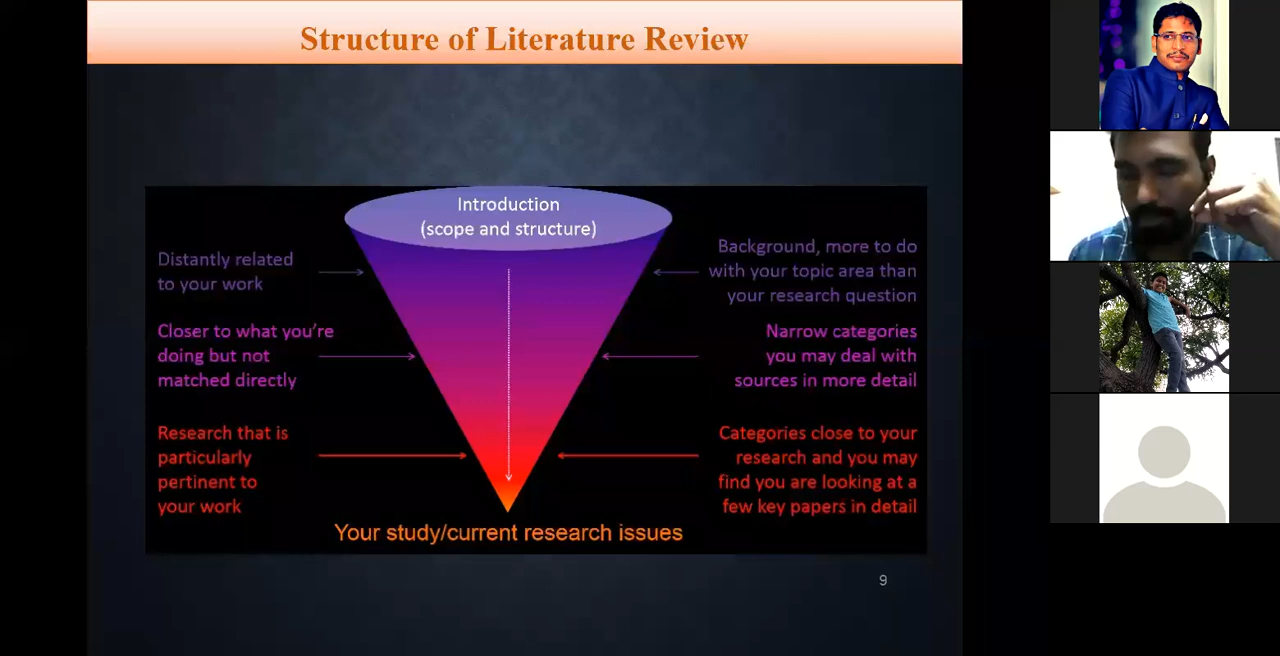 Structure of Literature Review
Introduction
(scope and structure)
Distantly related
to your work
Background, more to do
with your topic area than
your research question
Closer to what you're
doing but not
matched directly
Narrow categories
you may deal with
sources in more detail
Research that is
particularly
pertinent to
your work
Categories close to your
research and you may
find you are looking at a
few key papers in detail
Your study/current research issues
9